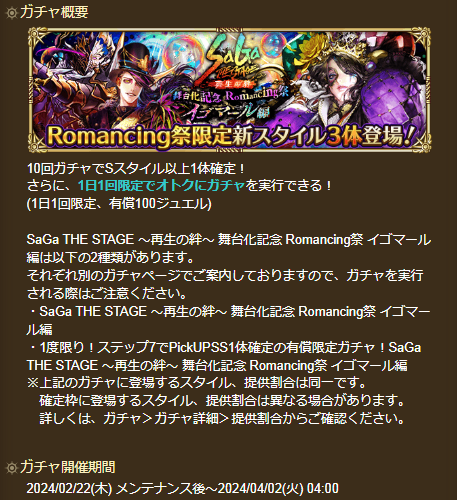 ガチャ概要
SaGa
THE STAGE
再生の絆
舞台化記念 Romancing祭
イゴマール編
Romancing祭限定新スタイル3体登場！
10回ガチャでSスタイル以上1体確定！
さらに、1日1回限定でオトクにガチャを実行できる！
(1日1回限定、有償100ジュエル)
SaGa THE STAGE ～再生の絆～ 舞台化記念 Romancing祭 イゴマール
編は以下の2種類があります。
それぞれ別のガチャページでご案内しておりますので、ガチャを実行
される際はご注意ください。
・SaGa THE STAGE ～再生の絆～ 舞台化記念 Romancing祭 イゴマー
ル編
・1度限り！ステップ7でPickUPSS1体確定の有償限定ガチャ！SaGa
THE STAGE ～再生の絆～ 舞台化記念 Romancing祭 イゴマール編
※上記のガチャに登場するスタイル、提供割合は同一です。
確定枠に登場するスタイル、提供割合は異なる場合があります。
詳しくは、ガチャ＞ガチャ詳細＞提供割合からご確認ください。
ガチャ開催期間
2024/02/22(木) メンテナンス後～2024/04/02(火) 04:00